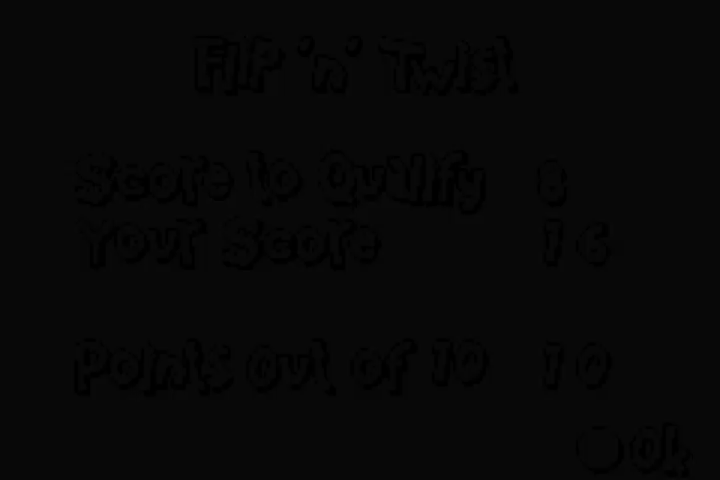 Flip 'n' Twist
Score to Qualify 8
Your Score 16
Points Out of 10 10
Ok